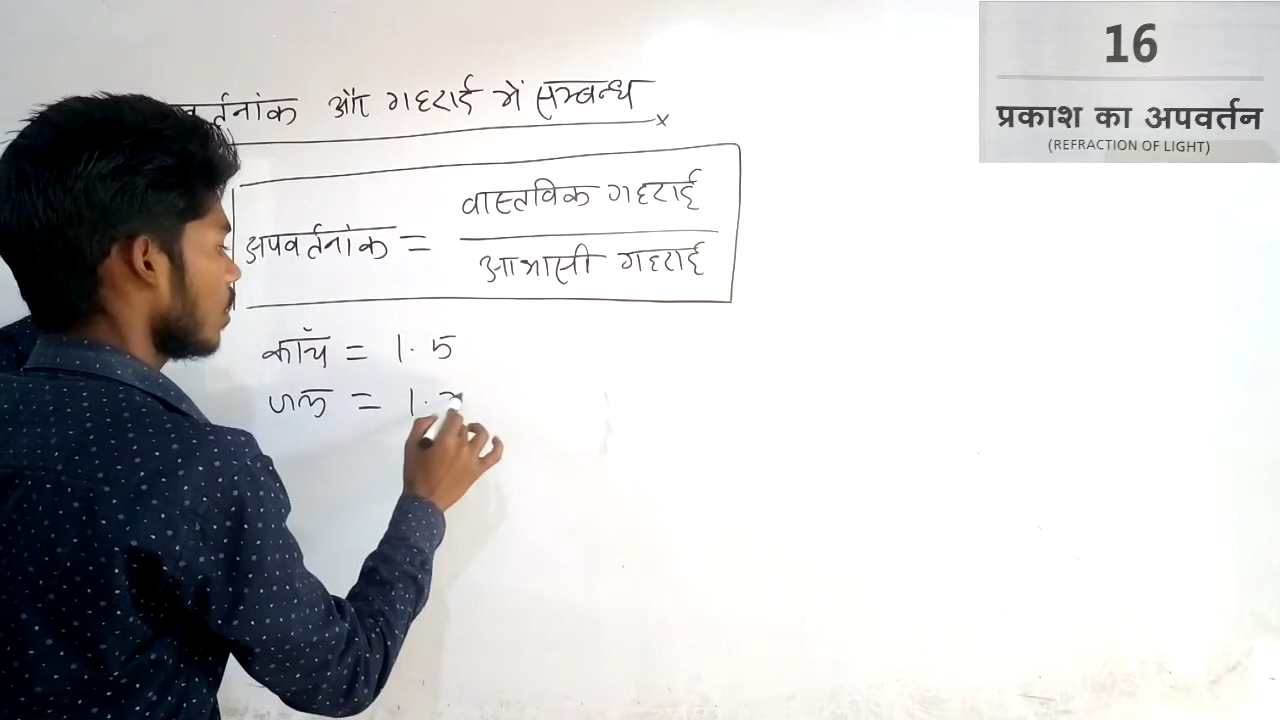 16
प्रकाश का अपवर्तन
(REFRACTION OF LIGHT)
और गहराई में सम्बन्ध
अपवर्तनांक = वास्तविक गहराई
आभासी गहराई
काँच = 1.5
जल = 1.